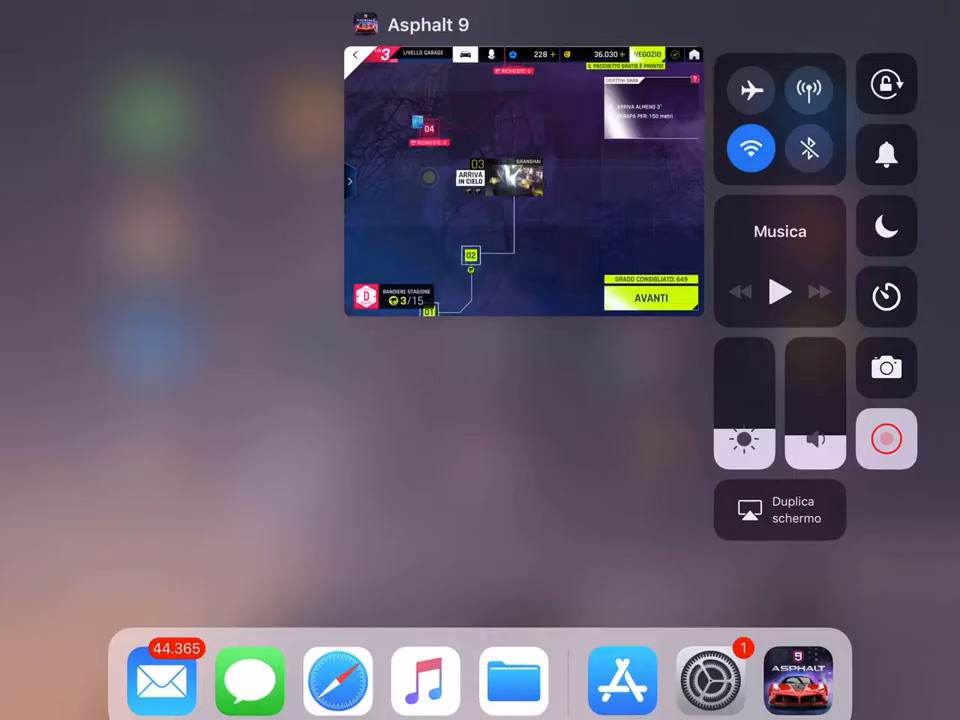 Asphalt 9
3
LIVELLO GARAGE
228 +
36.030 +
NEGOZIO
IL PACCHETTO GRATIS È PRONTO!
RICHIESTE: 6
OBIETTIVI GARA
?
ARRIVA ALMENO 3°
DERAPA PER: 150 metri
04
RICHIESTE: 6
03
SHANGHAI
ARRIVA
IN CIELO
02
D
BANDIERE STAGIONE
3/15
01
GRADO CONSIGLIATO: 649
AVANTI
Musica
Duplica
schermo
44.365
1
9
ASPHALT